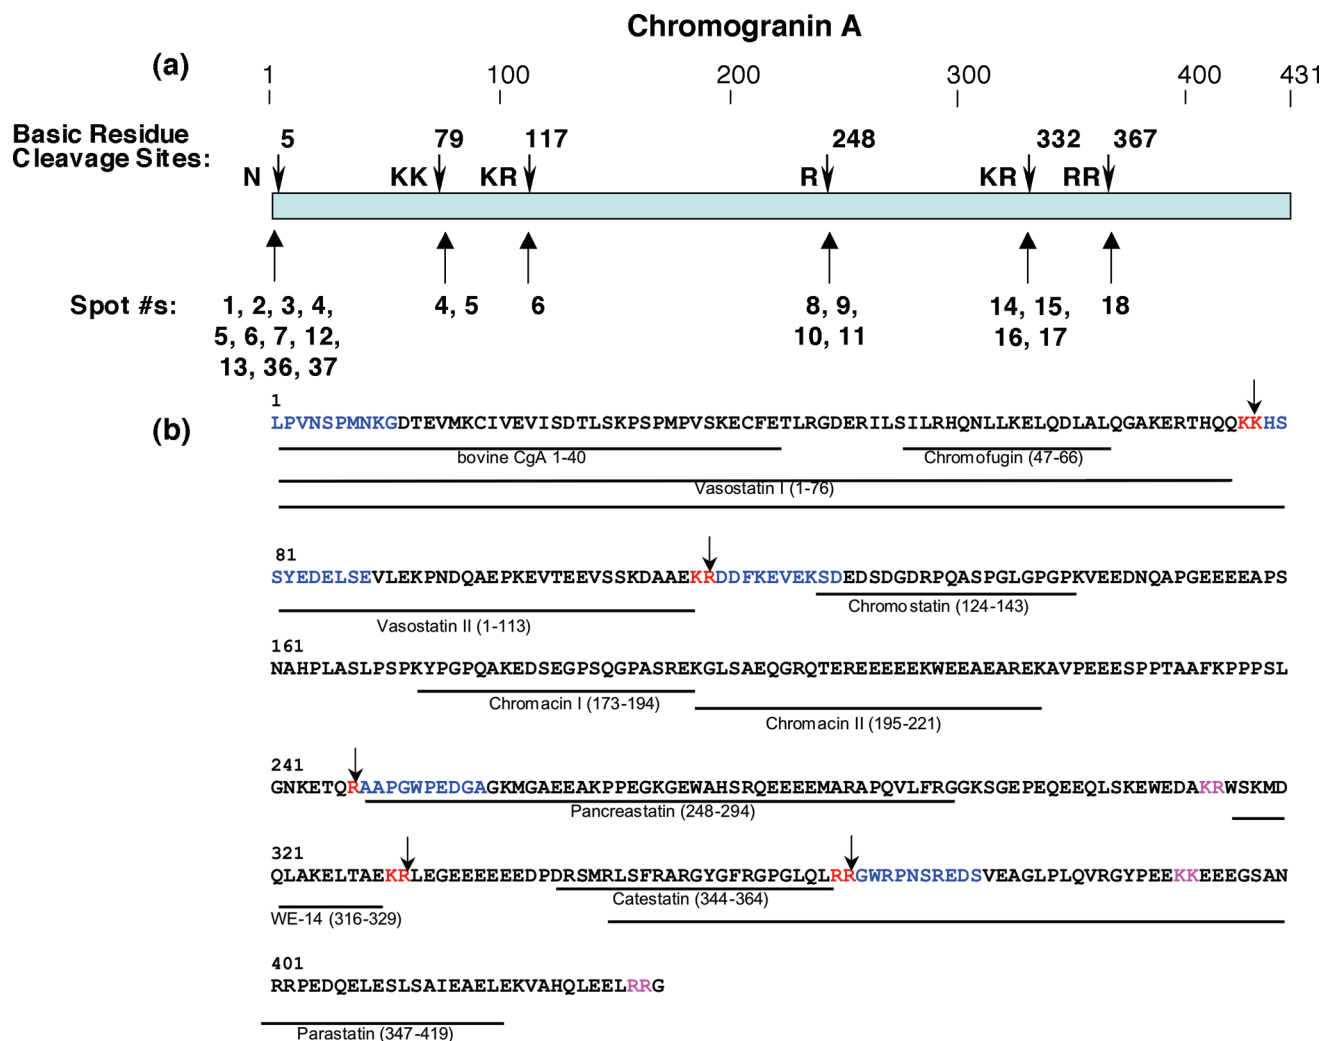 Chromogranin A
(a)
1 100 200 300 400 431
Basic Residue
Cleavage Sites:
5 79 117 248 332 367
N KK KR R KR RR
Spot #s:
1, 2, 3, 4, 4, 5 6 8, 9, 14, 15, 18
5, 6, 7, 12, 10, 11 16, 17
13, 36, 37
(b)
1
LPVNSPMNKGDTEVMKCIVEVISDTLSKPSPMPVSKECFETLRGDERILSILRHQNLLKELQDLALQGAKERTHQQKKHS
bovine CgA 1-40 Chromofugin (47-66)
Vasostatin I (1-76)
81
SYEDELSEVLEKPNDQAEPKEVTEEVSSKDAAEKRDDFKEVEKSDEDSDGDRPQASPGLGPGPKVEEDNQAPGEEEEAPS
Chromostatin (124-143)
Vasostatin II (1-113)
161
NAHPLASLPSPKYPGPQAKEDSEGPSQGPASREKGLSAEQGRQTEREEEEEKWEEAEAREKAVPEEESPPTAAFKPPPSL
Chromacin I (173-194)
Chromacin II (195-221)
241
GNKETQRAAPGWPEDGAGKMGAEEAKPPEGKGEWAHSRQEEEEMARAPQVLFRGGKSGEPEQEEQLSKEWEDAKRWSKMD
Pancreastatin (248-294)
321
QLAKELTAEKRLEGEEEEEEDPDRSMRLSFRARGYGFRGPGLQLRRGWRPNSREDSVEAGLPLQVRGYPEEKKEEEGSAN
Catestatin (344-364)
WE-14 (316-329)
401
RRPEDQELESLSAIEAELEKVAHQLEELRRG
Parastatin (347-419)